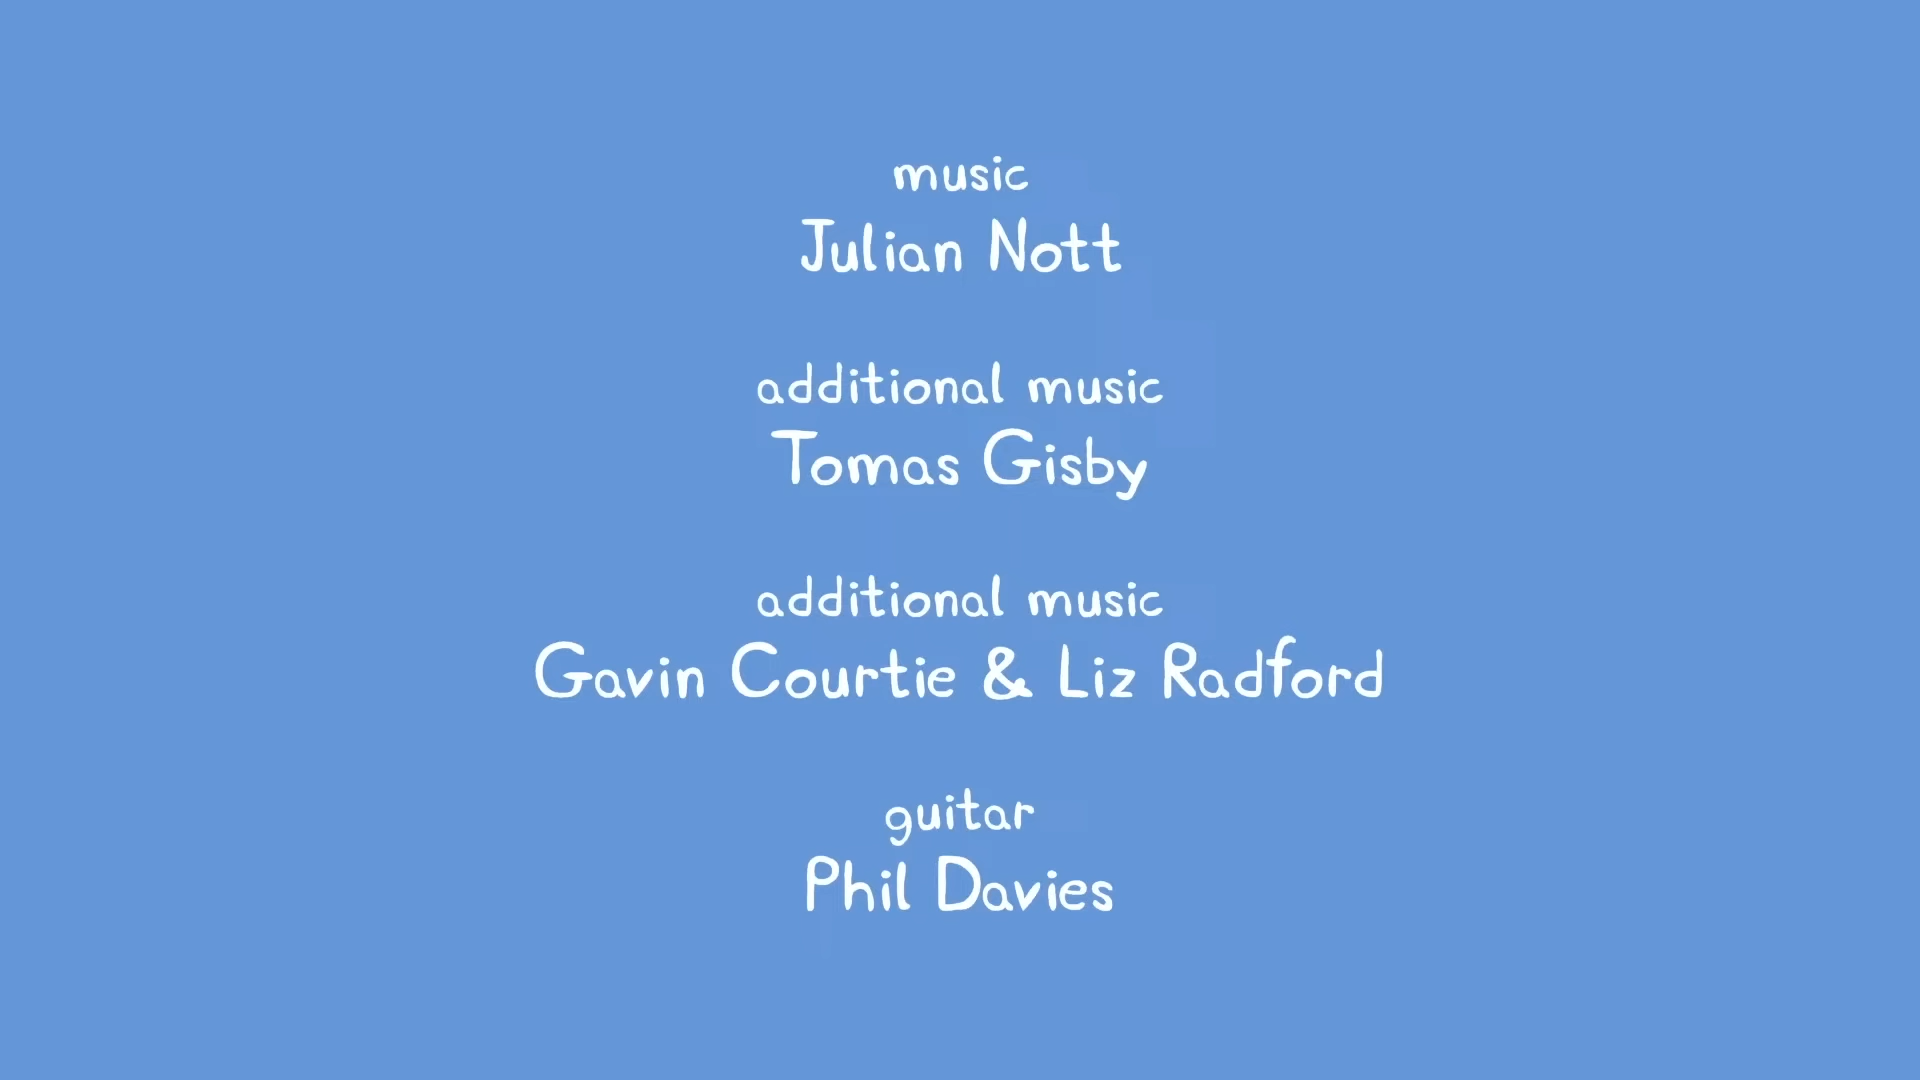 music
Julian Nott
additional music
Tomas Gisby
additional music
Gavin Courtie & Liz Radford
guitar
Phil Davies